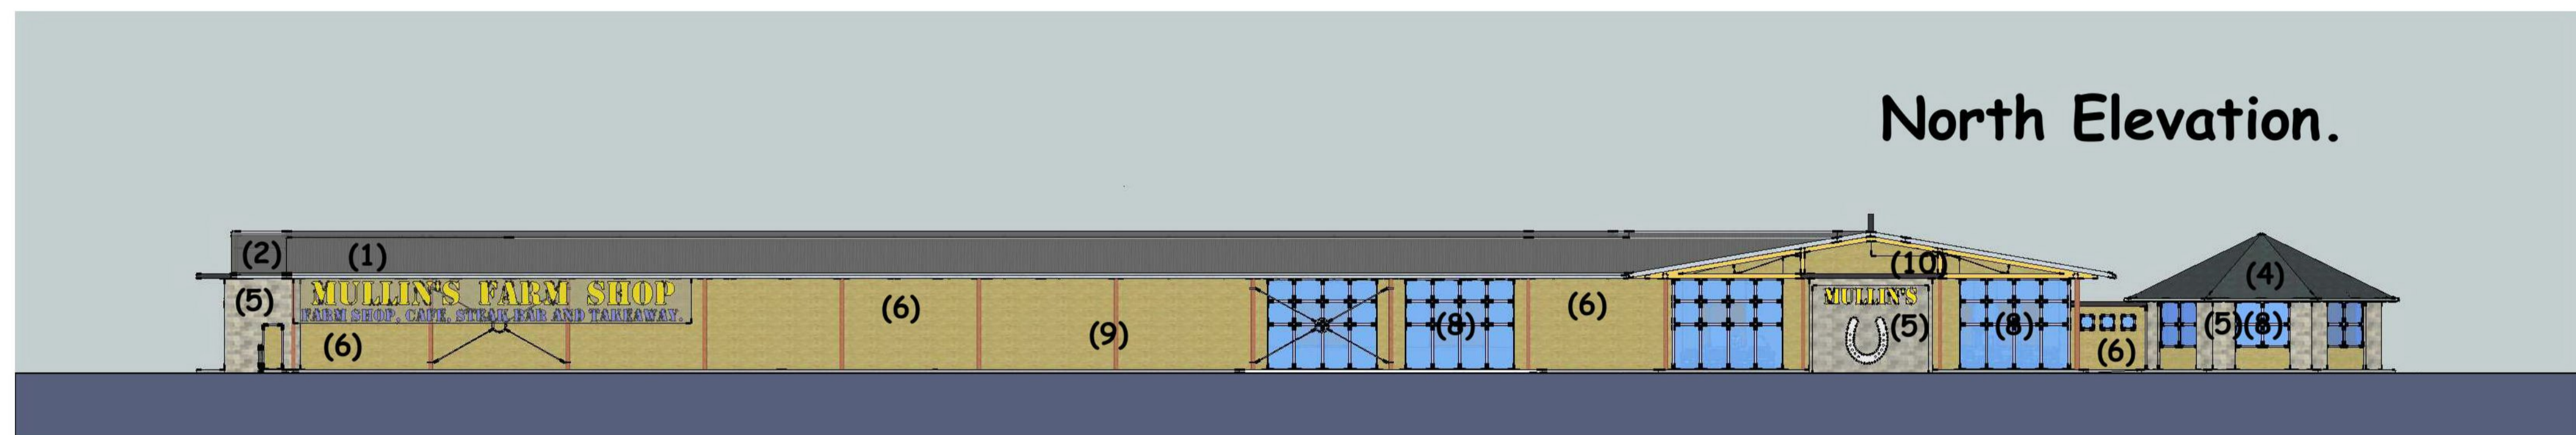 North Elevation.
(2) (1) (10) (4)
(5) MULLIN'S FARM SHOP (6) (6) MULLIN'S
FARM SHOP, CAFE, STEAK BAR AND TAKEAWAY.
(6) (9) (8) (5) (8) (6) (5) (8)